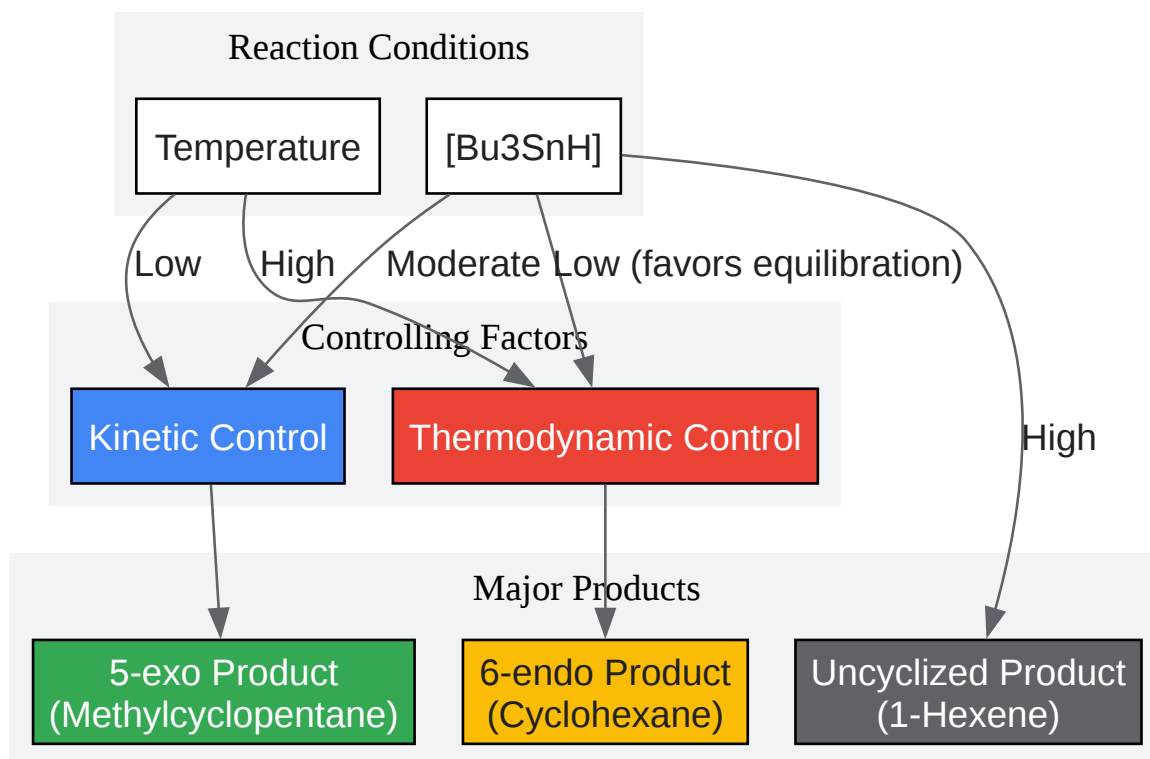 Reaction Conditions
Temperature
[Bu3SnH]
Low
High
Moderate
Low (favors equilibration)
Controlling Factors
Kinetic Control
Thermodynamic Control
High
Major Products
5-exo Product
(Methylcyclopentane)
6-endo Product
(Cyclohexane)
Uncyclized Product
(1-Hexene)